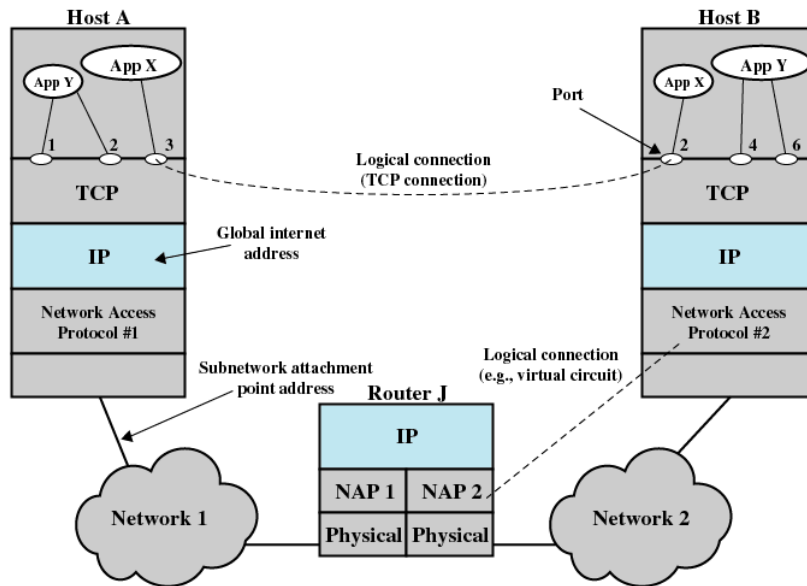 Host A
Host B
App X
App Y
App X
App Y
Port
1
2
3
2
4
6
Logical connection
(TCP connection)
TCP
TCP
Global internet
address
IP
IP
Network Access
Protocol #1
Network Access
Protocol #2
Logical connection
(e.g., virtual circuit)
Subnetwork attachment
point address
Router J
IP
NAP 1
NAP 2
Network 1
Network 2
Physical
Physical